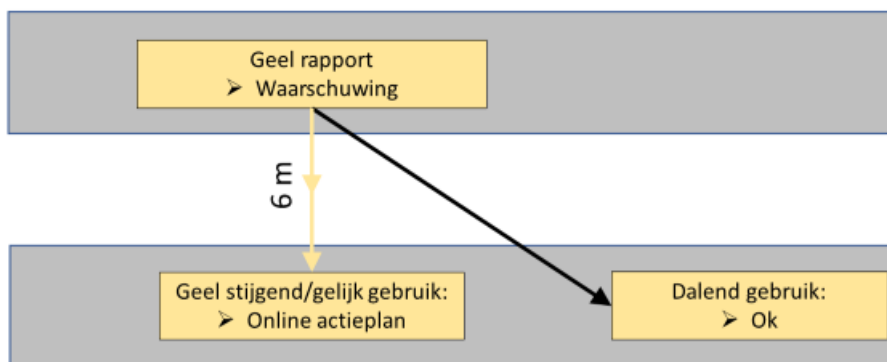 Geel rapport
➢ Waarschuwing
6 m
Geel stijgend/gelijk gebruik:
➢ Online actieplan
Dalend gebruik:
➢ Ok